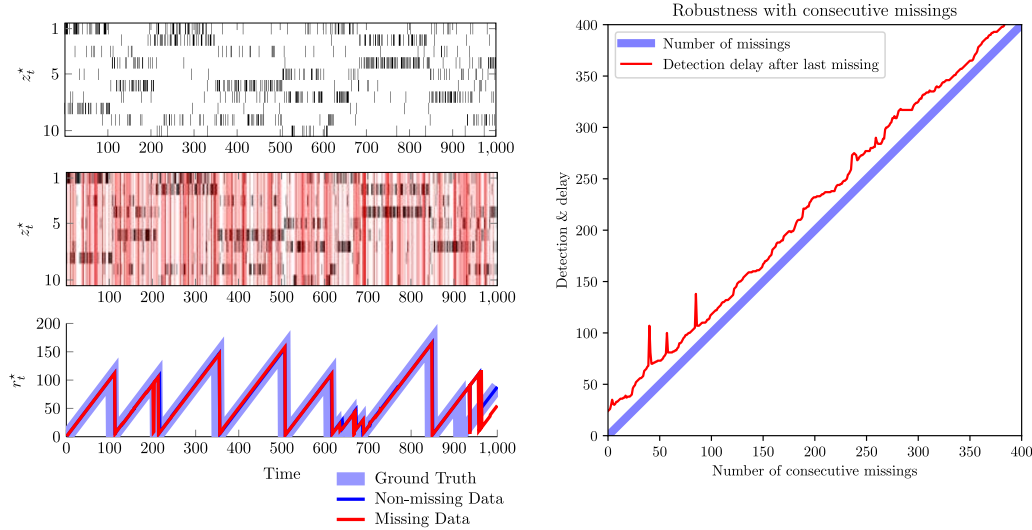 1
5
10
z*t
100 200 300 400 500 600 700 800 900 1,000
1
5
10
z*t
100 200 300 400 500 600 700 800 900 1,000
200
150
100
50
0
r*t
0 100 200 300 400 500 600 700 800 900 1,000
Time
Ground Truth
Non-missing Data
Missing Data
Robustness with consecutive missings
Number of missings
Detection delay after last missing
400
350
300
250
200
150
100
50
0
Detection & delay
0 50 100 150 200 250 300 350 400
Number of consecutive missings